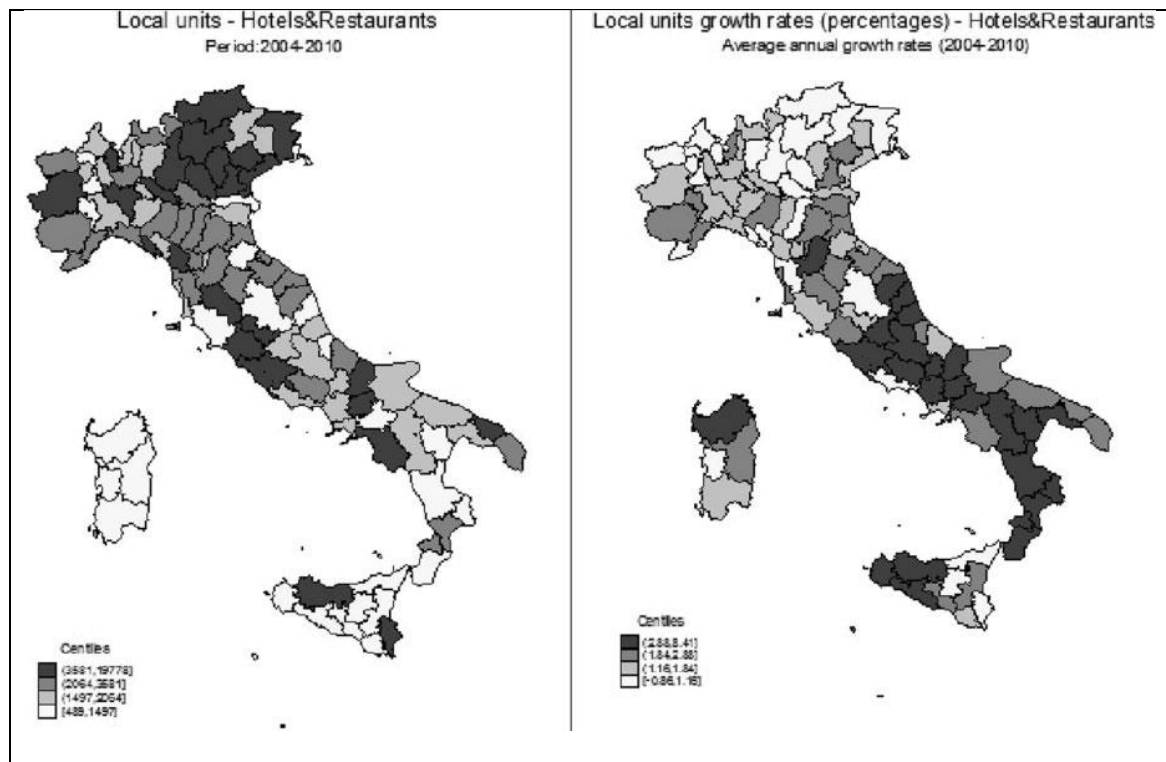 Local units - Hotels&Restaurants
Period: 2004-2010
Centiles
(3581,19778]
(2064,3581]
(1497,2064]
[489,1497]
Local units growth rates (percentages) - Hotels&Restaurants
Average annual growth rates (2004-2010)
Centiles
(2.88,8.41]
(1.84,2.88]
(1.16,1.84]
[-0.86,1.16]